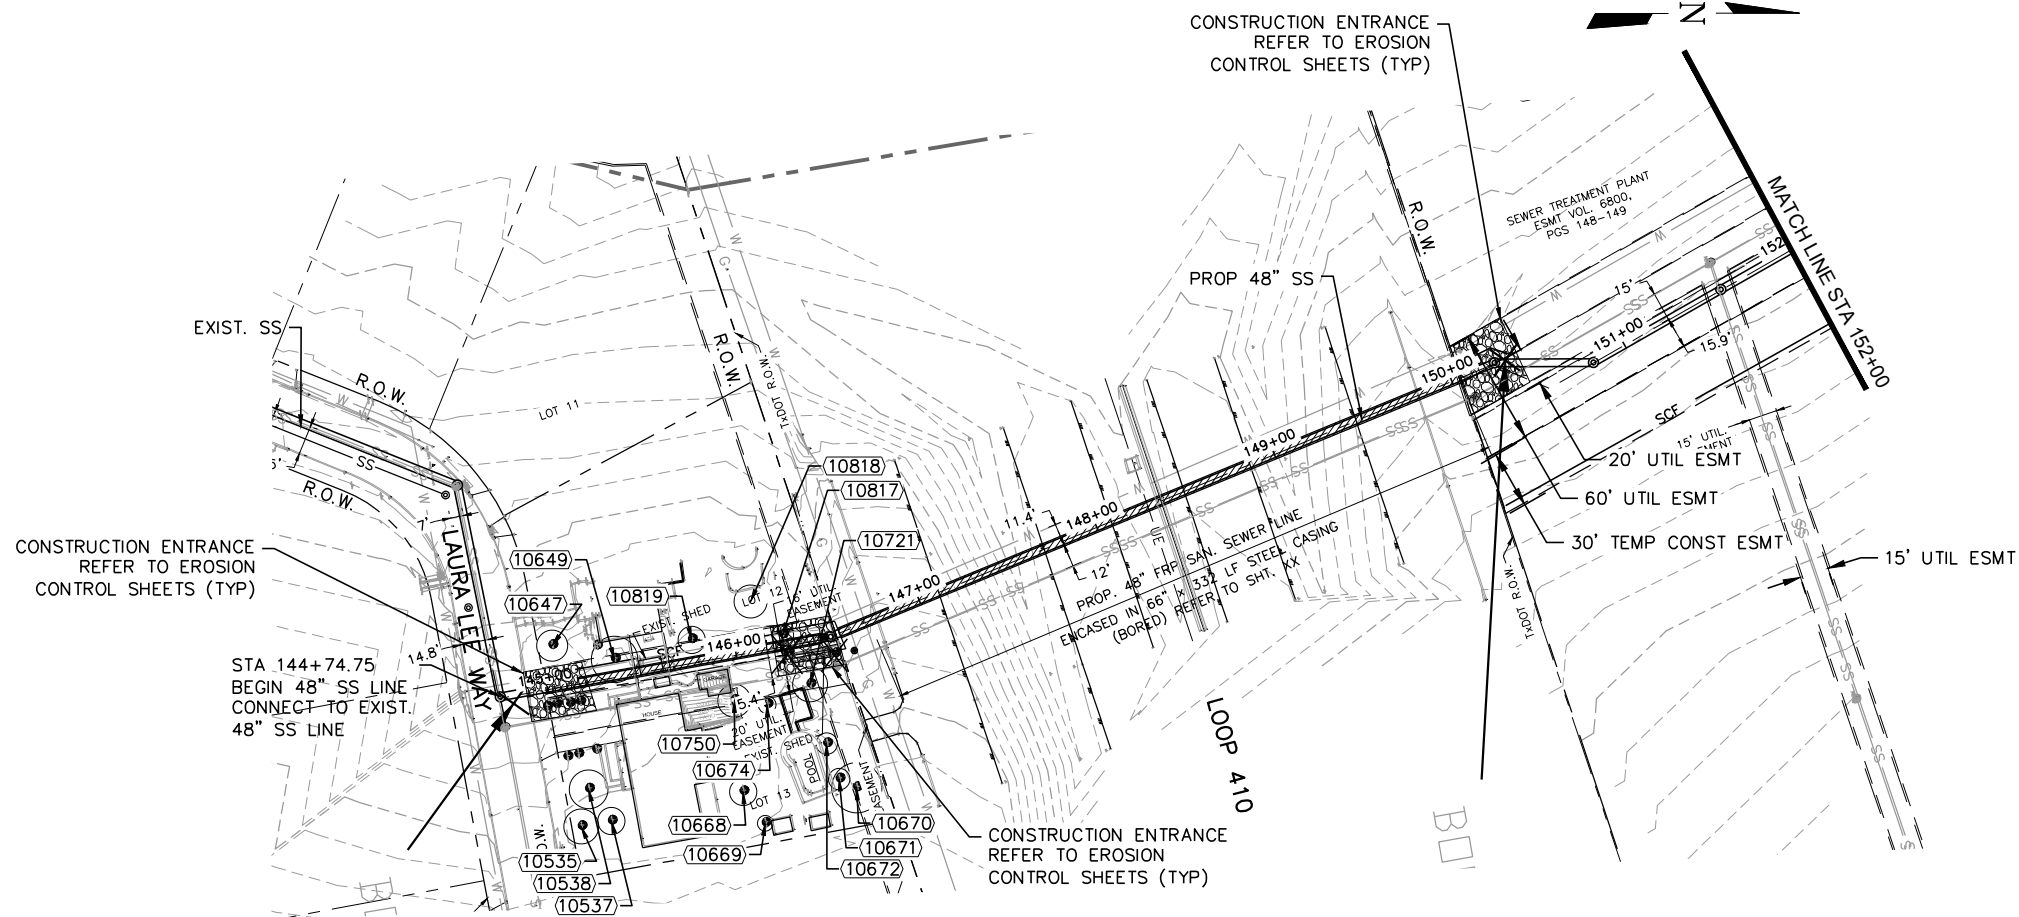 CONSTRUCTION ENTRANCE
REFER TO EROSION
CONTROL SHEETS (TYP)
N
MATCH LINE STA 152+00
SEWER TREATMENT PLANT
ESMT VOL. 6800,
PGS 148-149
R.O.W.
W
W
G
PROP 48" SS
152
SS
15'
15.9'
151+00
150+00
149+00
148+00
147+00
146+00
EXIST. SS
R.O.W.
R.O.W.
SS
LOT 11
R.O.W.
TxDOT R.O.W.
SCF
15' UTIL.
20' UTIL ESMT
60' UTIL ESMT
30' TEMP CONST ESMT
15' UTIL ESMT
TxDOT R.O.W.
7'
LAURA LEE WAY
14.8'
CONSTRUCTION ENTRANCE
REFER TO EROSION
CONTROL SHEETS (TYP)
STA 144+74.75
BEGIN 48" SS LINE
CONNECT TO EXIST.
48" SS LINE
10818
10817
10721
10649
10647
10819
LOT 12
16' UTIL.
EASEMENT
EXIST. SHED
SCF
11.4'
12'
UE
PROP. 48" FRP SAN. SEWER LINE
ENCASED IN 66" x 332 LF STEEL CASING
(BORED) REFER TO SHT. XX
GARAGE
HOUSE
20' UTIL.
EASEMENT
EXIST. SHED
POOL
LOT 13
10750
10674
10668
10669
10670
10671
10672
10535
10538
10537
LOOP 410
CONSTRUCTION ENTRANCE
REFER TO EROSION
CONTROL SHEETS (TYP)